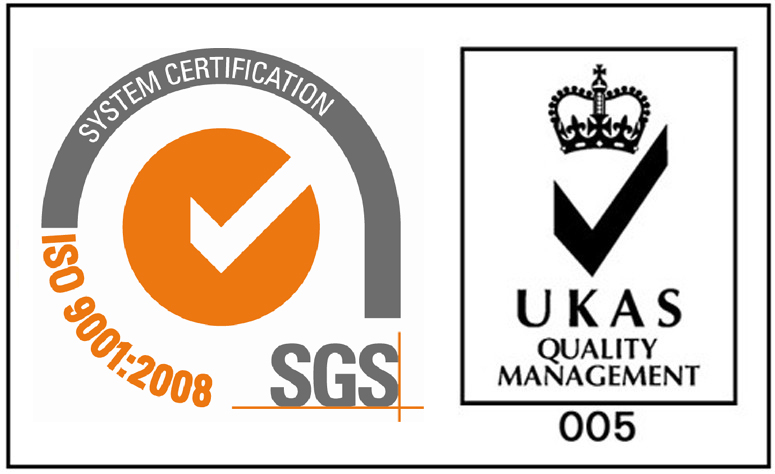 SYSTEM CERTIFICATION
ISO 9001:2008
SGS
UKAS
QUALITY
MANAGEMENT
005